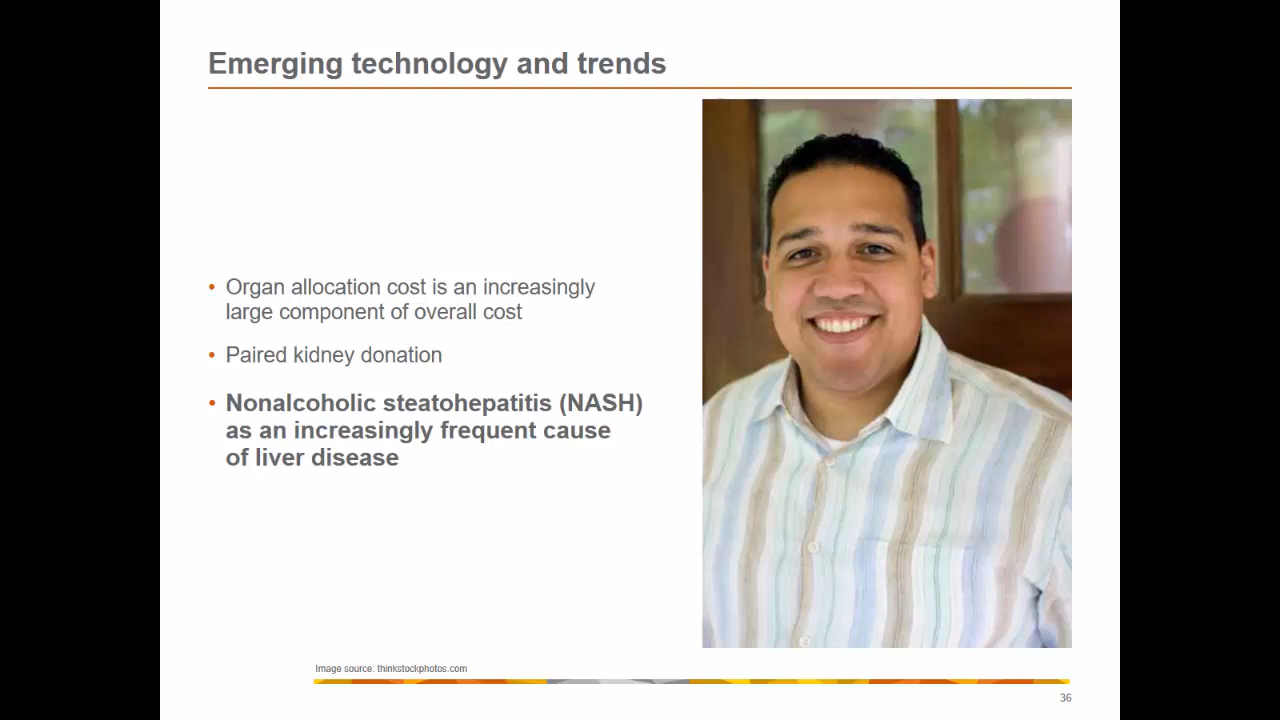 Emerging technology and trends
• Organ allocation cost is an increasingly
large component of overall cost
• Paired kidney donation
• Nonalcoholic steatohepatitis (NASH)
as an increasingly frequent cause
of liver disease
Image source: thinkstockphotos.com
36